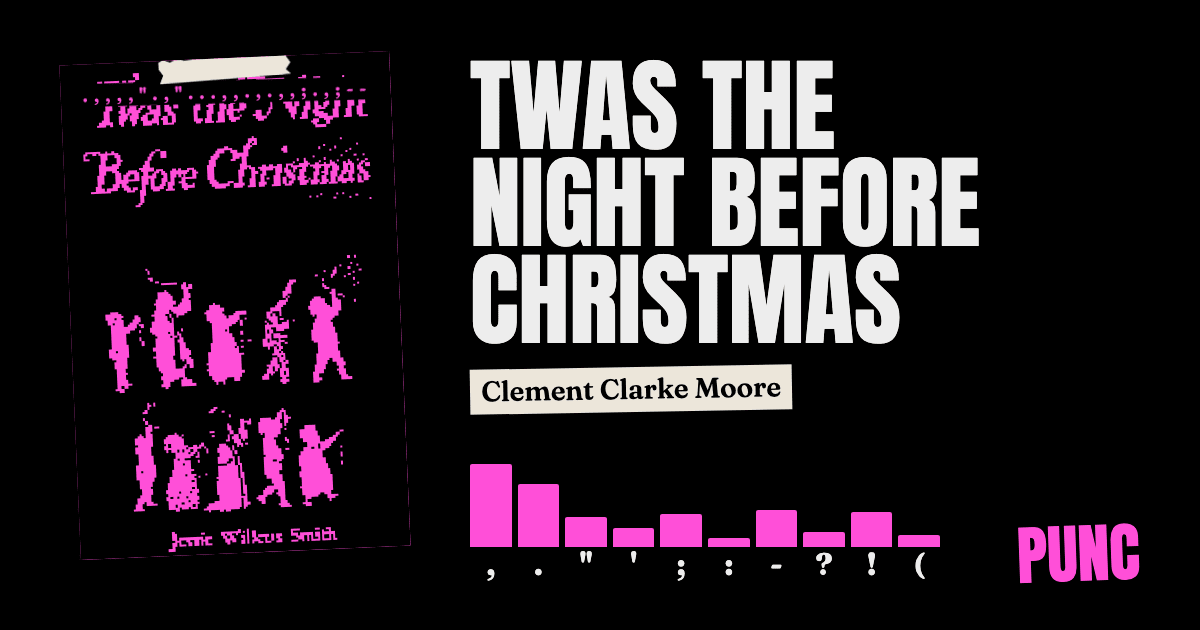 'Twas the Night
Before Christmas
Jessie Willcox Smith
TWAS THE
NIGHT BEFORE
CHRISTMAS
Clement Clarke Moore
, . " ' ; : - ? ! (
PUNC